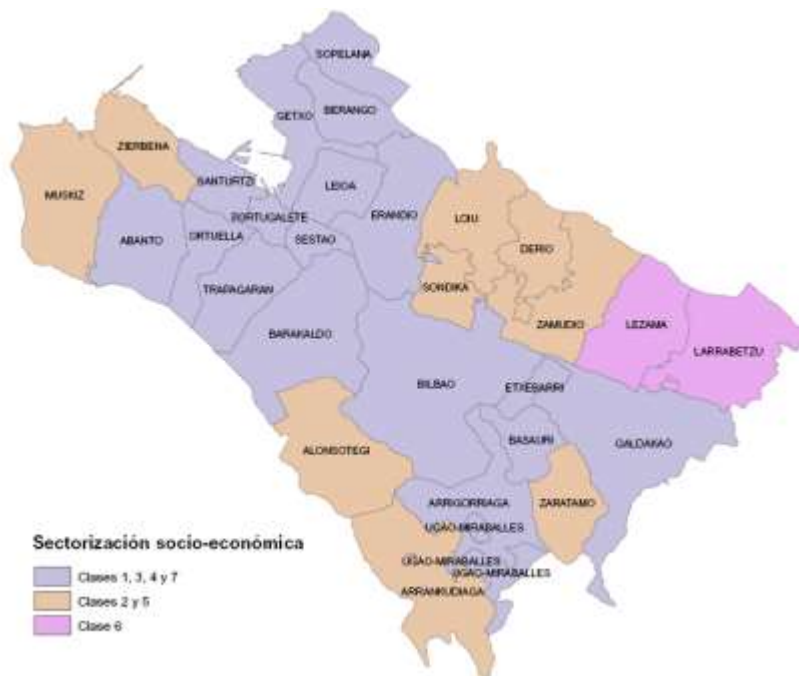 SOPELANA
GETXO
BERANGO
ZIERBENA
SANTURTZI
LEIOA
MUSKIZ
PORTUGALETE
ERANDIO
LOIU
ABANTO
ORTUELLA
SESTAO
DERIO
TRAPAGARAN
SONDIKA
BARAKALDO
ZAMUDIO
LEZAMA
LARRABETZU
BILBAO
ETXEBARRI
BASAURI
GALDAKAO
ALONSOTEGI
ARRIGORRIAGA
ZARATAMO
UGAO-MIRABALLES
UGAO-MIRABALLES
UGAO-MIRABALLES
ARRANKUDIAGA
Sectorización socio-económica
Clases 1, 3, 4 y 7
Clases 2 y 5
Clase 6